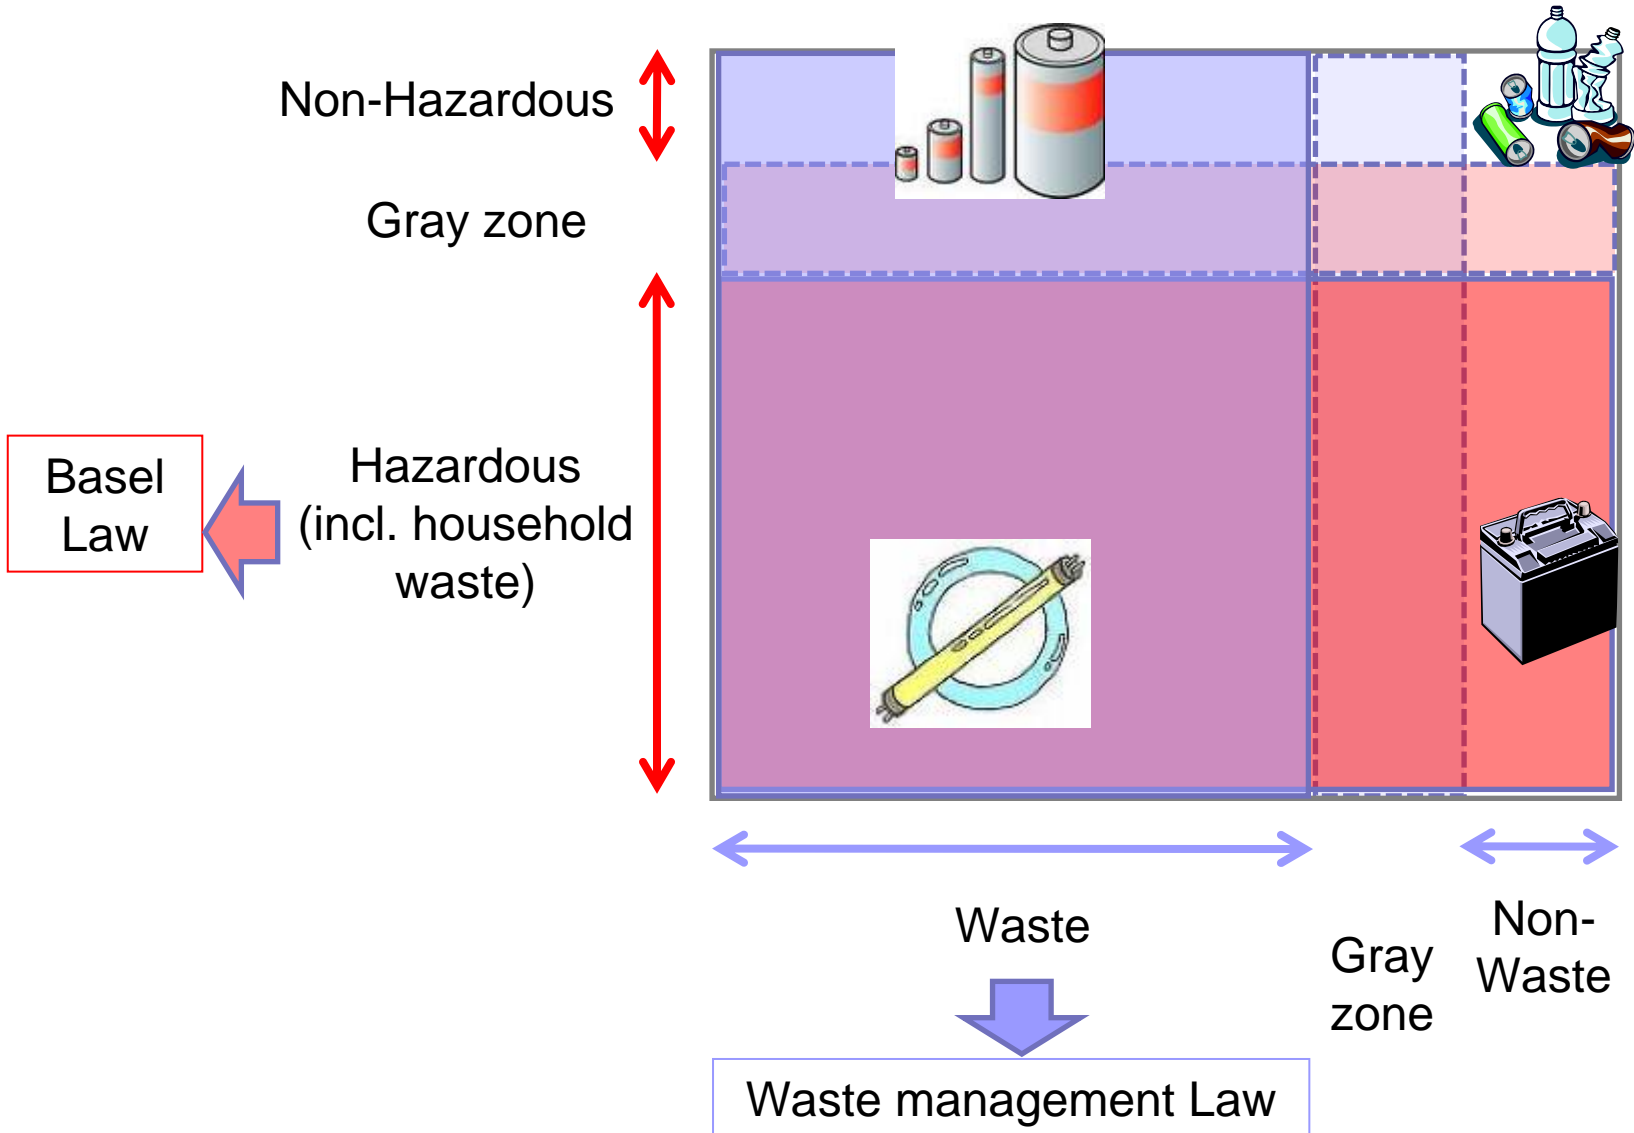 Non-Hazardous
Gray zone
Basel
Law
Hazardous
(incl. household
waste)
Waste
Gray
zone
Non-
Waste
Waste management Law